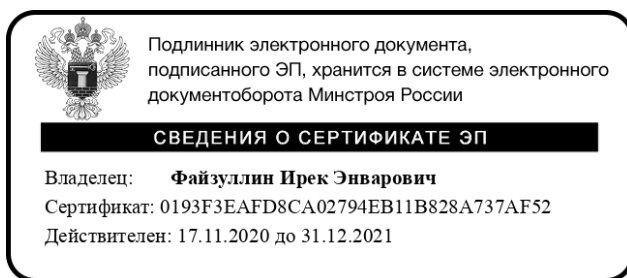 Подлинник электронного документа,
подписанного ЭП, хранится в системе электронного
документоборота Минстроя России
СВЕДЕНИЯ О СЕРТИФИКАТЕ ЭП
Владелец: Файзуллин Ирек Энварович
Сертификат: 0193F3EAFD8CA02794EB11B828A737AF52
Действителен: 17.11.2020 до 31.12.2021